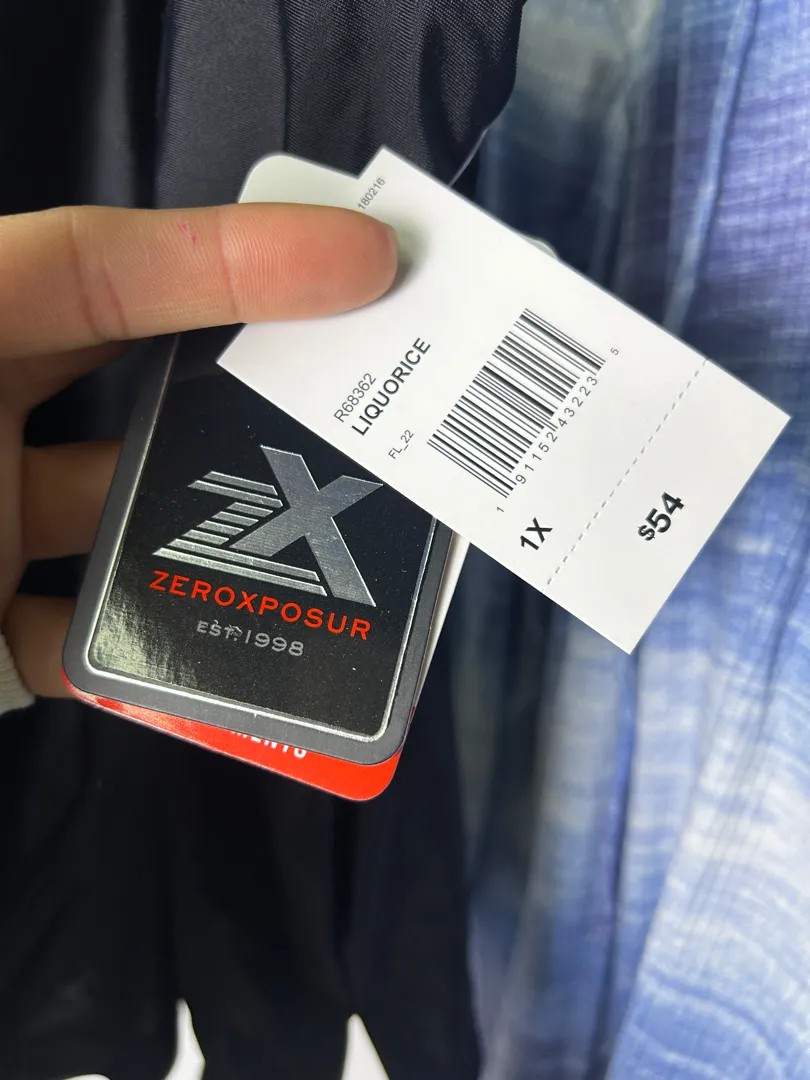 180216
R68362
LIQUORICE
FL_22
1 91152 43223 5
1X
$54
ZX
ZEROXPOSUR
EST. 1998